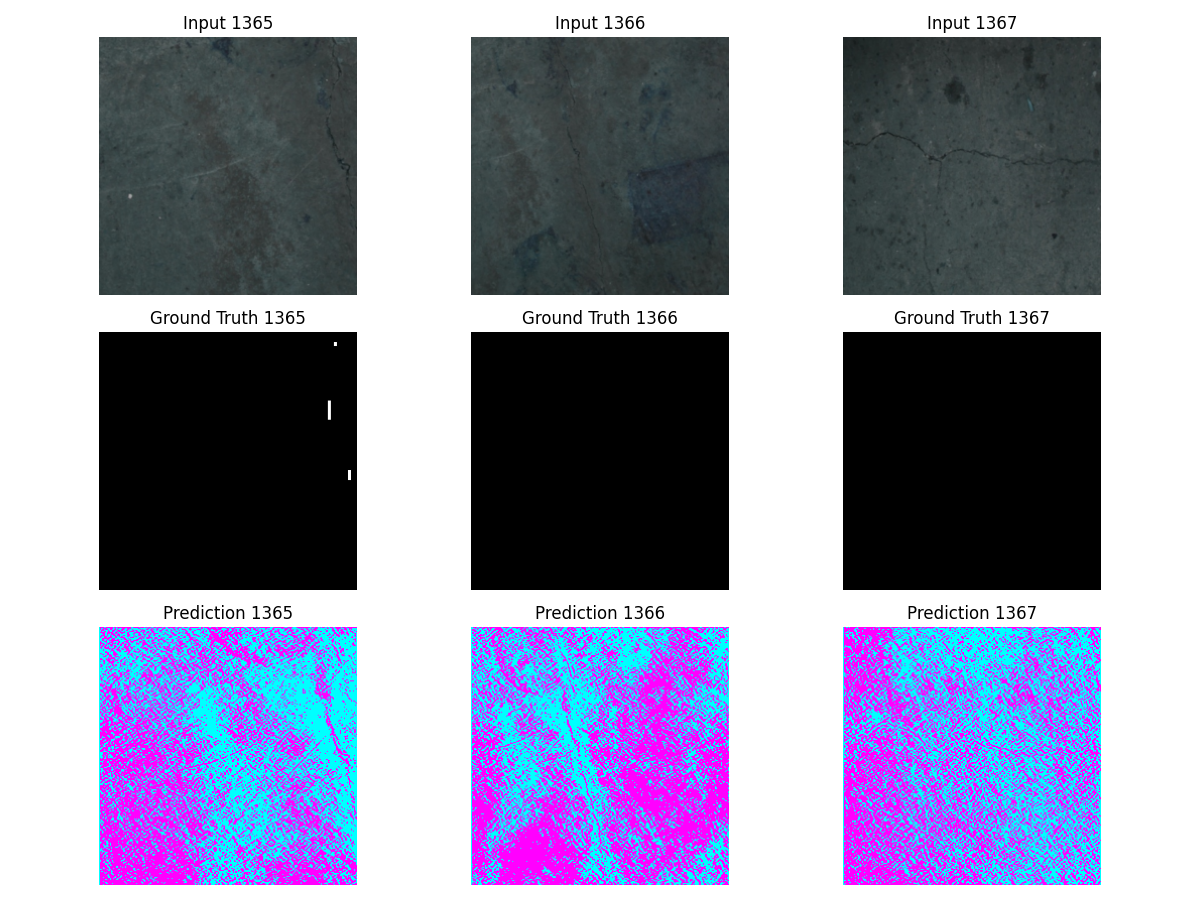 Input 1365
Input 1366
Input 1367
Ground Truth 1365
Ground Truth 1366
Ground Truth 1367
Prediction 1365
Prediction 1366
Prediction 1367